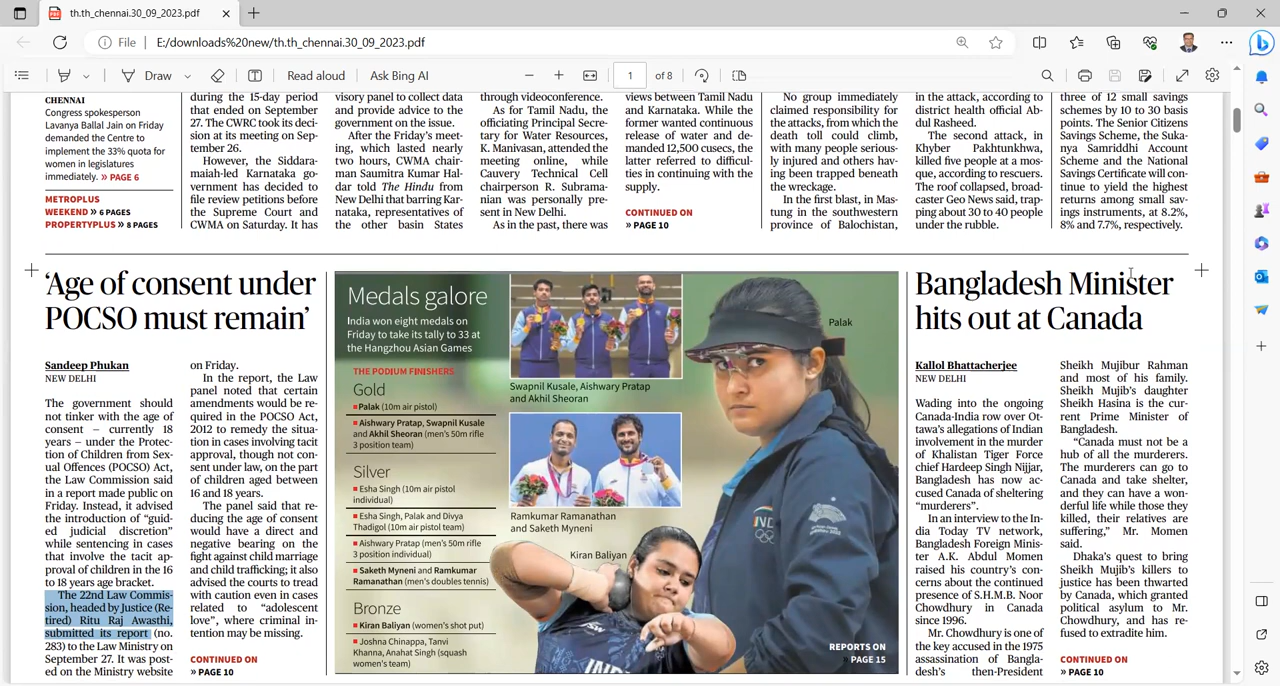 th.th_chennai.30_09_2023.pdf
File
E:/downloads%20new/th.th_chennai.30_09_2023.pdf
Draw
Read aloud
Ask Bing AI
1
of 8
CHENNAI
Congress spokesperson
Lavanya Ballal Jain on Friday
demanded the Centre to
implement the 33% quota for
women in legislatures
immediately. » PAGE 6
METROPLUS
WEEKEND » 6 PAGES
PROPERTYPLUS » 8 PAGES
during the 15-day period
that ended on September
27. The CWRC took its deci-
sion at its meeting on Sep-
tember 26.
However, the Siddara-
maiah-led Karnataka go-
vernment has decided to
file review petitions before
the Supreme Court and
CWMA on Saturday. It has
visory panel to collect data
and provide advice to the
government on the issue.
After the Friday's meet-
ing, which lasted nearly
two hours, CWMA chair-
man Saumitra Kumar Hal-
dar told The Hindu from
New Delhi that barring Kar-
nataka, representatives of
the other basin States
through videoconference.
As for Tamil Nadu, the
officiating Principal Secre-
tary for Water Resources,
K. Manivasan, attended the
meeting online, while
Cauvery Technical Cell
chairperson R. Subrama-
nian was personally pre-
sent in New Delhi.
As in the past, there was
views between Tamil Nadu
and Karnataka. While the
former wanted continuous
release of water and de-
manded 12,500 cusecs, the
latter referred to difficul-
ties in continuing with the
supply.
CONTINUED ON
» PAGE 10
No group immediately
claimed responsibility for
the attacks, from which the
death toll could climb,
with many people serious-
ly injured and others hav-
ing been trapped beneath
the wreckage.
In the first blast, in Mas-
tung in the southwestern
province of Balochistan,
in the attack, according to
district health official Ab-
dul Rasheed.
The second attack, in
Khyber Pakhtunkhwa,
killed five people at a mos-
que, according to rescuers.
The roof collapsed, broad-
caster Geo News said, trap-
ping about 30 to 40 people
under the rubble.
three of 12 small savings
schemes by 10 to 30 basis
points. The Senior Citizens
Savings Scheme, the Suka-
nya Samriddhi Account
Scheme and the National
Savings Certificate will con-
tinue to yield the highest
returns among small sav-
ings instruments, at 8.2%,
8% and 7.7%, respectively.
‘Age of consent under
POCSO must remain’
Sandeep Phukan
NEW DELHI
The government should
not tinker with the age of
consent – currently 18
years – under the Protec-
tion of Children from Sex-
ual Offences (POCSO) Act,
the Law Commission said
in a report made public on
Friday. Instead, it advised
the introduction of “guid-
ed judicial discretion”
while sentencing in cases
that involve the tacit ap-
proval of children in the 16
to 18 years age bracket.
The 22nd Law Commis-
sion, headed by Justice (Re-
tired) Ritu Raj Awasthi,
submitted its report (no.
283) to the Law Ministry on
September 27. It was post-
ed on the Ministry website
on Friday.
In the report, the Law
panel noted that certain
amendments would be re-
quired in the POCSO Act,
2012 to remedy the situa-
tion in cases involving tacit
approval, though not con-
sent under law, on the part
of children aged between
16 and 18 years.
The panel said that re-
ducing the age of consent
would have a direct and
negative bearing on the
fight against child marriage
and child trafficking; it also
advised the courts to tread
with caution even in cases
related to “adolescent
love”, where criminal in-
tention may be missing.
CONTINUED ON
» PAGE 10
Medals galore
India won eight medals on
Friday to take its tally to 33 at
the Hangzhou Asian Games
THE PODIUM FINISHERS
Gold
Palak (10m air pistol)
Aishwary Pratap, Swapnil Kusale
and Akhil Sheoran (men's 50m rifle
3 position team)
Silver
Esha Singh (10m air pistol
individual)
Esha Singh, Palak and Divya
Thadigol (10m air pistol team)
Aishwary Pratap (men's 50m rifle
3 position individual)
Saketh Myneni and Ramkumar
Ramanathan (men's doubles tennis)
Bronze
Kiran Baliyan (women's shot put)
Joshna Chinappa, Tanvi
Khanna, Anahat Singh (squash
women's team)
Swapnil Kusale, Aishwary Pratap
and Akhil Sheoran
Ramkumar Ramanathan
and Saketh Myneni
Kiran Baliyan
Palak
IND
INDIA
REPORTS ON
PAGE 15
Bangladesh Minister
hits out at Canada
Kallol Bhattacherjee
NEW DELHI
Wading into the ongoing
Canada-India row over Ot-
tawa's allegations of Indian
involvement in the murder
of Khalistan Tiger Force
chief Hardeep Singh Nijjar,
Bangladesh has now ac-
cused Canada of sheltering
“murderers”.
In an interview to the In-
dia Today TV network,
Bangladesh Foreign Minis-
ter A.K. Abdul Momen
raised his country's con-
cerns about the continued
presence of S.H.M.B. Noor
Chowdhury in Canada
since 1996.
Mr. Chowdhury is one of
the key accused in the 1975
assassination of Bangla-
desh's then-President
Sheikh Mujibur Rahman
and most of his family.
Sheikh Mujib's daughter
Sheikh Hasina is the cur-
rent Prime Minister of
Bangladesh.
“Canada must not be a
hub of all the murderers.
The murderers can go to
Canada and take shelter,
and they can have a won-
derful life while those they
killed, their relatives are
suffering,” Mr. Momen
said.
Dhaka's quest to bring
Sheikh Mujib's killers to
justice has been thwarted
by Canada, which granted
political asylum to Mr.
Chowdhury, and has re-
fused to extradite him.
CONTINUED ON
» PAGE 10